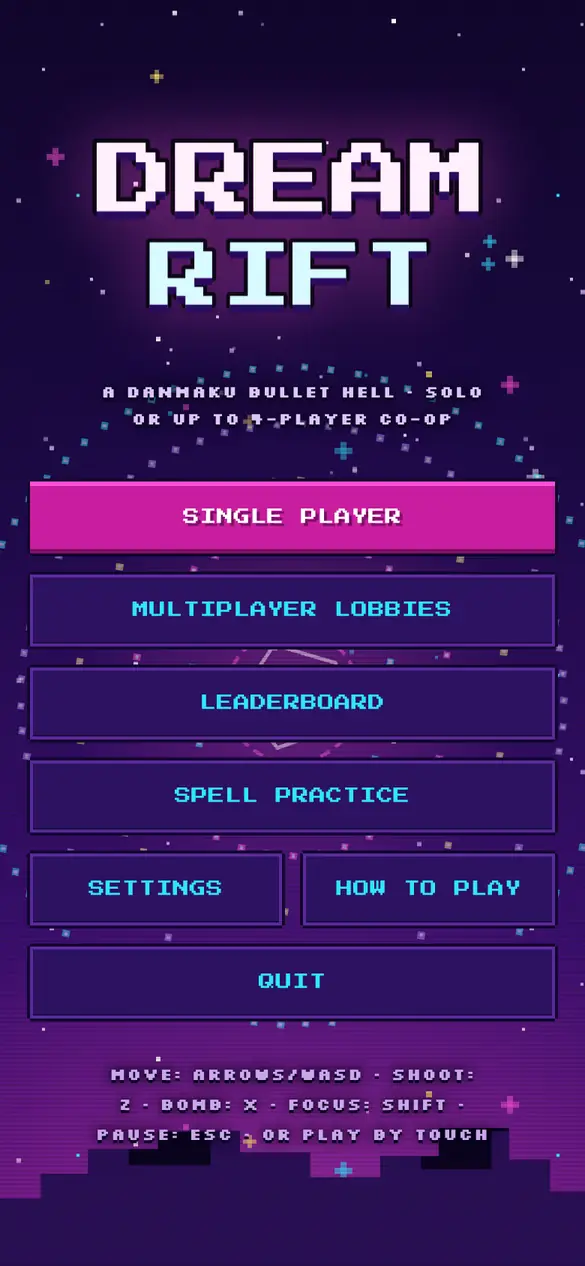 DREAM
RIFT
A DANMAKU BULLET HELL · SOLO
OR UP TO 4-PLAYER CO-OP
SINGLE PLAYER
MULTIPLAYER LOBBIES
LEADERBOARD
SPELL PRACTICE
SETTINGS
HOW TO PLAY
QUIT
MOVE: ARROWS/WASD · SHOOT:
Z · BOMB: X · FOCUS: SHIFT ·
PAUSE: ESC · OR PLAY BY TOUCH